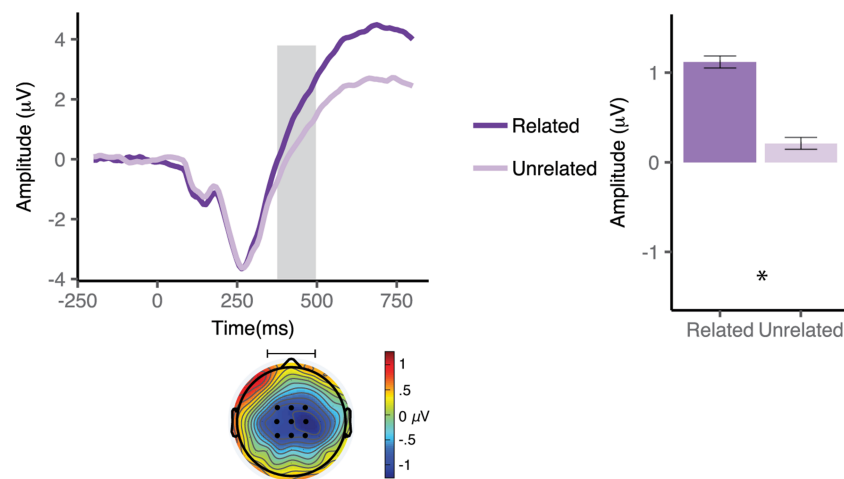 Amplitude (μV)
4
2
0
-2
-4
-250
0
250
500
750
Time(ms)
Related
Unrelated
1
.5
0 μV
-.5
-1
Amplitude (μV)
1
0
-1
*
Related Unrelated